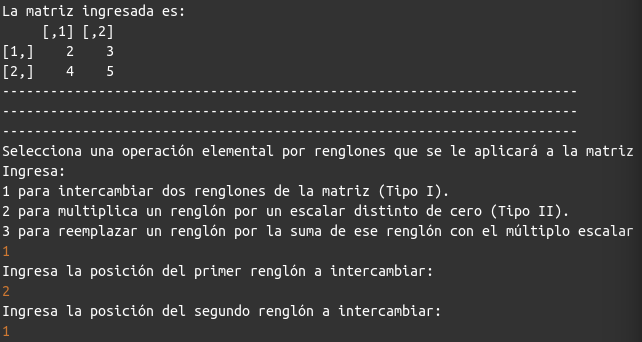 La matriz ingresada es:
     [,1] [,2]
[1,]    2    3
[2,]    4    5
------------------------------------------------------------------------
------------------------------------------------------------------------
------------------------------------------------------------------------
Selecciona una operación elemental por renglones que se le aplicará a la matriz
Ingresa:
1 para intercambiar dos renglones de la matriz (Tipo I).
2 para multiplica un renglón por un escalar distinto de cero (Tipo II).
3 para reemplazar un renglón por la suma de ese renglón con el múltiplo escalar
1
Ingresa la posición del primer renglón a intercambiar:
2
Ingresa la posición del segundo renglón a intercambiar:
1